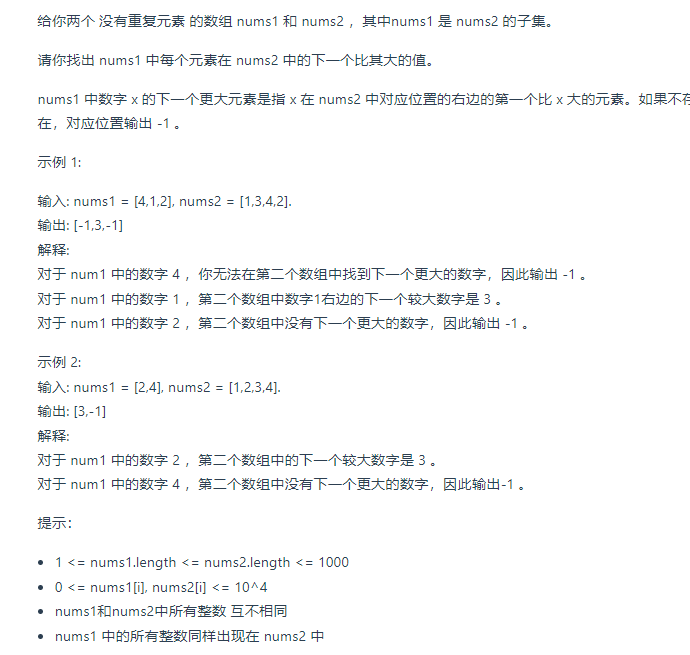 给你两个 没有重复元素 的数组 nums1 和 nums2 ，其中nums1 是 nums2 的子集。
请你找出 nums1 中每个元素在 nums2 中的下一个比其大的值。
nums1 中数字 x 的下一个更大元素是指 x 在 nums2 中对应位置的右边的第一个比 x 大的元素。如果不存
在，对应位置输出 -1 。
示例 1:
输入: nums1 = [4,1,2], nums2 = [1,3,4,2].
输出: [-1,3,-1]
解释:
对于 num1 中的数字 4 ，你无法在第二个数组中找到下一个更大的数字，因此输出 -1 。
对于 num1 中的数字 1 ，第二个数组中数字1右边的下一个较大数字是 3 。
对于 num1 中的数字 2 ，第二个数组中没有下一个更大的数字，因此输出 -1 。
示例 2:
输入: nums1 = [2,4], nums2 = [1,2,3,4].
输出: [3,-1]
解释:
对于 num1 中的数字 2 ，第二个数组中的下一个较大数字是 3 。
对于 num1 中的数字 4 ，第二个数组中没有下一个更大的数字，因此输出-1 。
提示：
• 1 <= nums1.length <= nums2.length <= 1000
• 0 <= nums1[i], nums2[i] <= 10^4
• nums1和nums2中所有整数 互不相同
• nums1 中的所有整数同样出现在 nums2 中